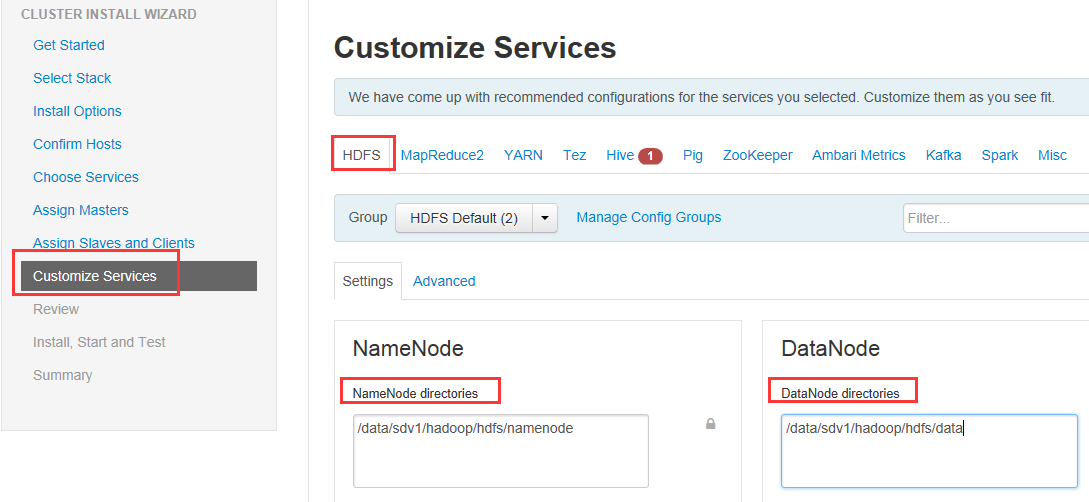 CLUSTER INSTALL WIZARD
Get Started
Select Stack
Install Options
Confirm Hosts
Choose Services
Assign Masters
Assign Slaves and Clients
Customize Services
Review
Install, Start and Test
Summary
Customize Services
We have come up with recommended configurations for the services you selected. Customize them as you see fit.
HDFS MapReduce2 YARN Tez Hive 1 Pig ZooKeeper Ambari Metrics Kafka Spark Misc
Group HDFS Default (2) Manage Config Groups Filter...
Settings Advanced
NameNode
NameNode directories
/data/sdv1/hadoop/hdfs/namenode
DataNode
DataNode directories
/data/sdv1/hadoop/hdfs/data